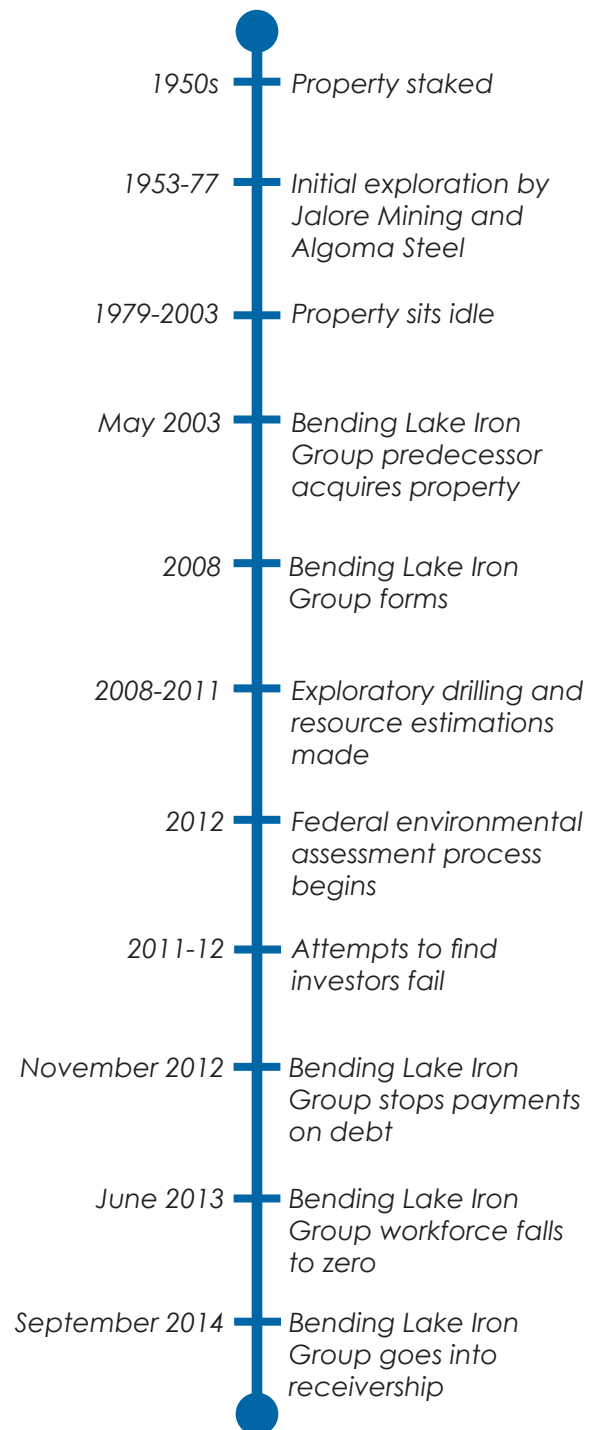 1950s Property staked
1953-77 Initial exploration by
Jalore Mining and
Algoma Steel
1979-2003 Property sits idle
May 2003 Bending Lake Iron
Group predecessor
acquires property
2008 Bending Lake Iron
Group forms
2008-2011 Exploratory drilling and
resource estimations
made
2012 Federal environmental
assessment process
begins
2011-12 Attempts to find
investors fail
November 2012 Bending Lake Iron
Group stops payments
on debt
June 2013 Bending Lake Iron
Group workforce falls
to zero
September 2014 Bending Lake Iron
Group goes into
receivership